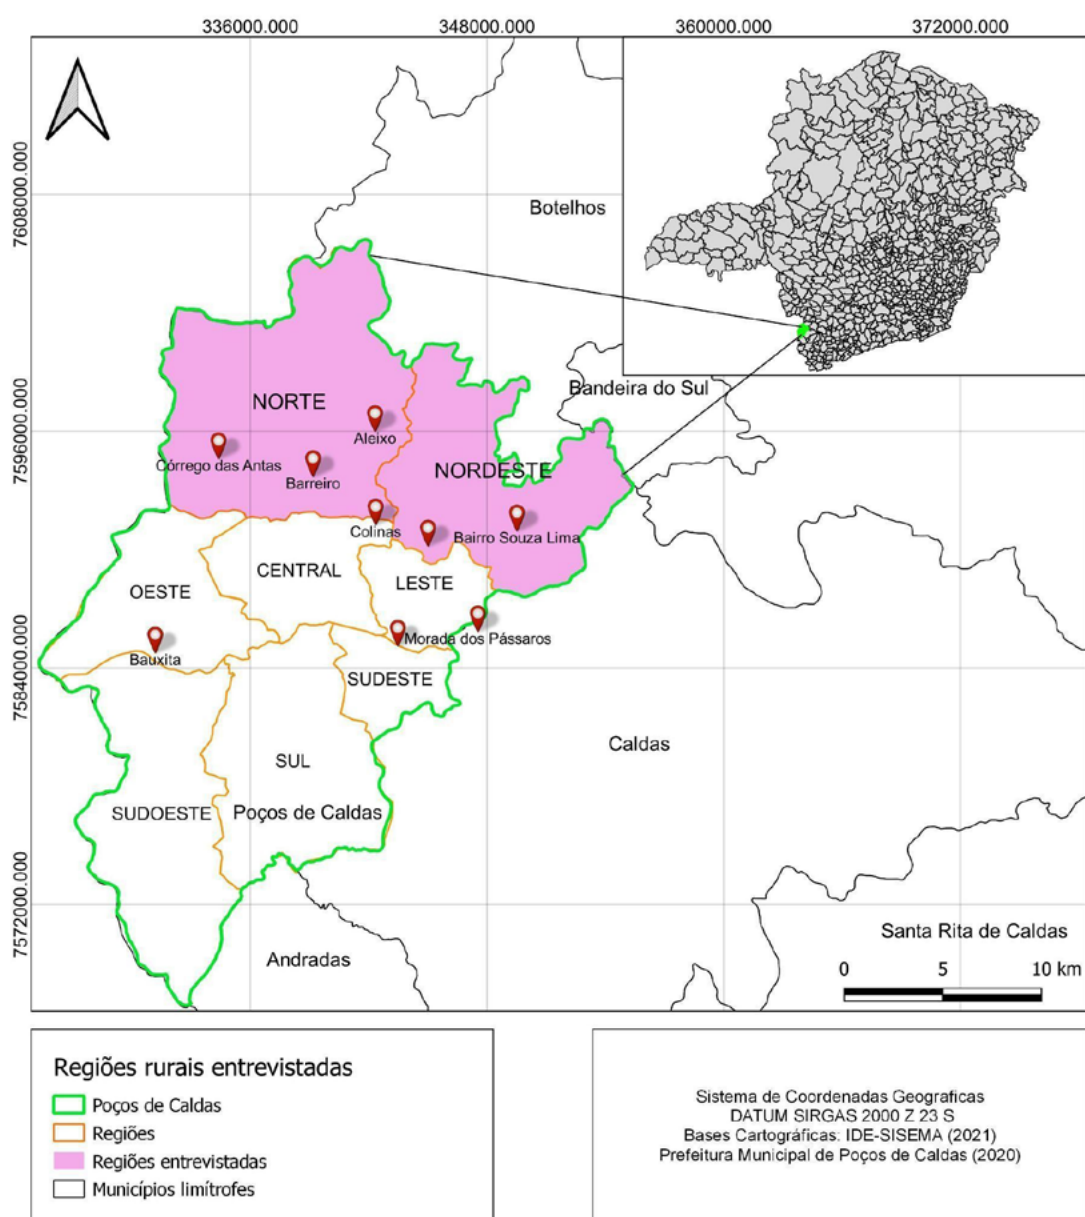 336000.000
348000.000
360000.000
372000.000
7608000.000
7596000.000
7584000.000
7572000.000
Botelhos
Bandeira do Sul
NORTE
Aleixo
Córrego das Antas
Barreiro
NORDESTE
Colinas
Bairro Souza Lima
CENTRAL
LESTE
OESTE
Morada dos Pássaros
Bauxita
SUDESTE
Caldas
SUL
SUDOESTE
Poços de Caldas
Santa Rita de Caldas
Andradas
0 5 10 km
Regiões rurais entrevistadas
Poços de Caldas
Regiões
Regiões entrevistadas
Municípios limítrofes
Sistema de Coordenadas Geograficas
DATUM SIRGAS 2000 Z 23 S
Bases Cartográficas: IDE-SISEMA (2021)
Prefeitura Municipal de Poços de Caldas (2020)